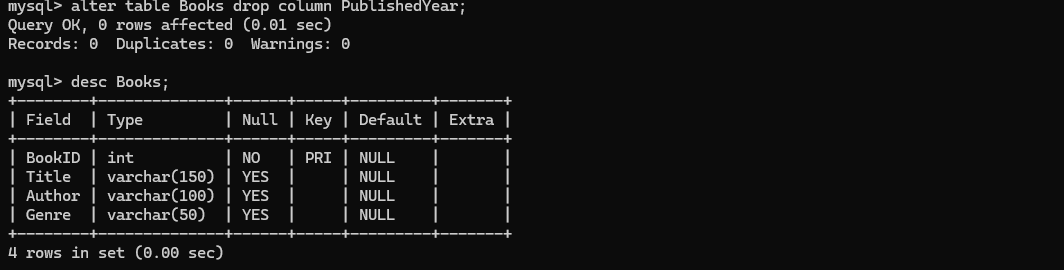 mysql> alter table Books drop column PublishedYear;
Query OK, 0 rows affected (0.01 sec)
Records: 0  Duplicates: 0  Warnings: 0

mysql> desc Books;
+--------+--------------+------+-----+---------+-------+
| Field  | Type         | Null | Key | Default | Extra |
+--------+--------------+------+-----+---------+-------+
| BookID | int          | NO   | PRI | NULL    |       |
| Title  | varchar(150) | YES  |     | NULL    |       |
| Author | varchar(100) | YES  |     | NULL    |       |
| Genre  | varchar(50)  | YES  |     | NULL    |       |
+--------+--------------+------+-----+---------+-------+
4 rows in set (0.00 sec)